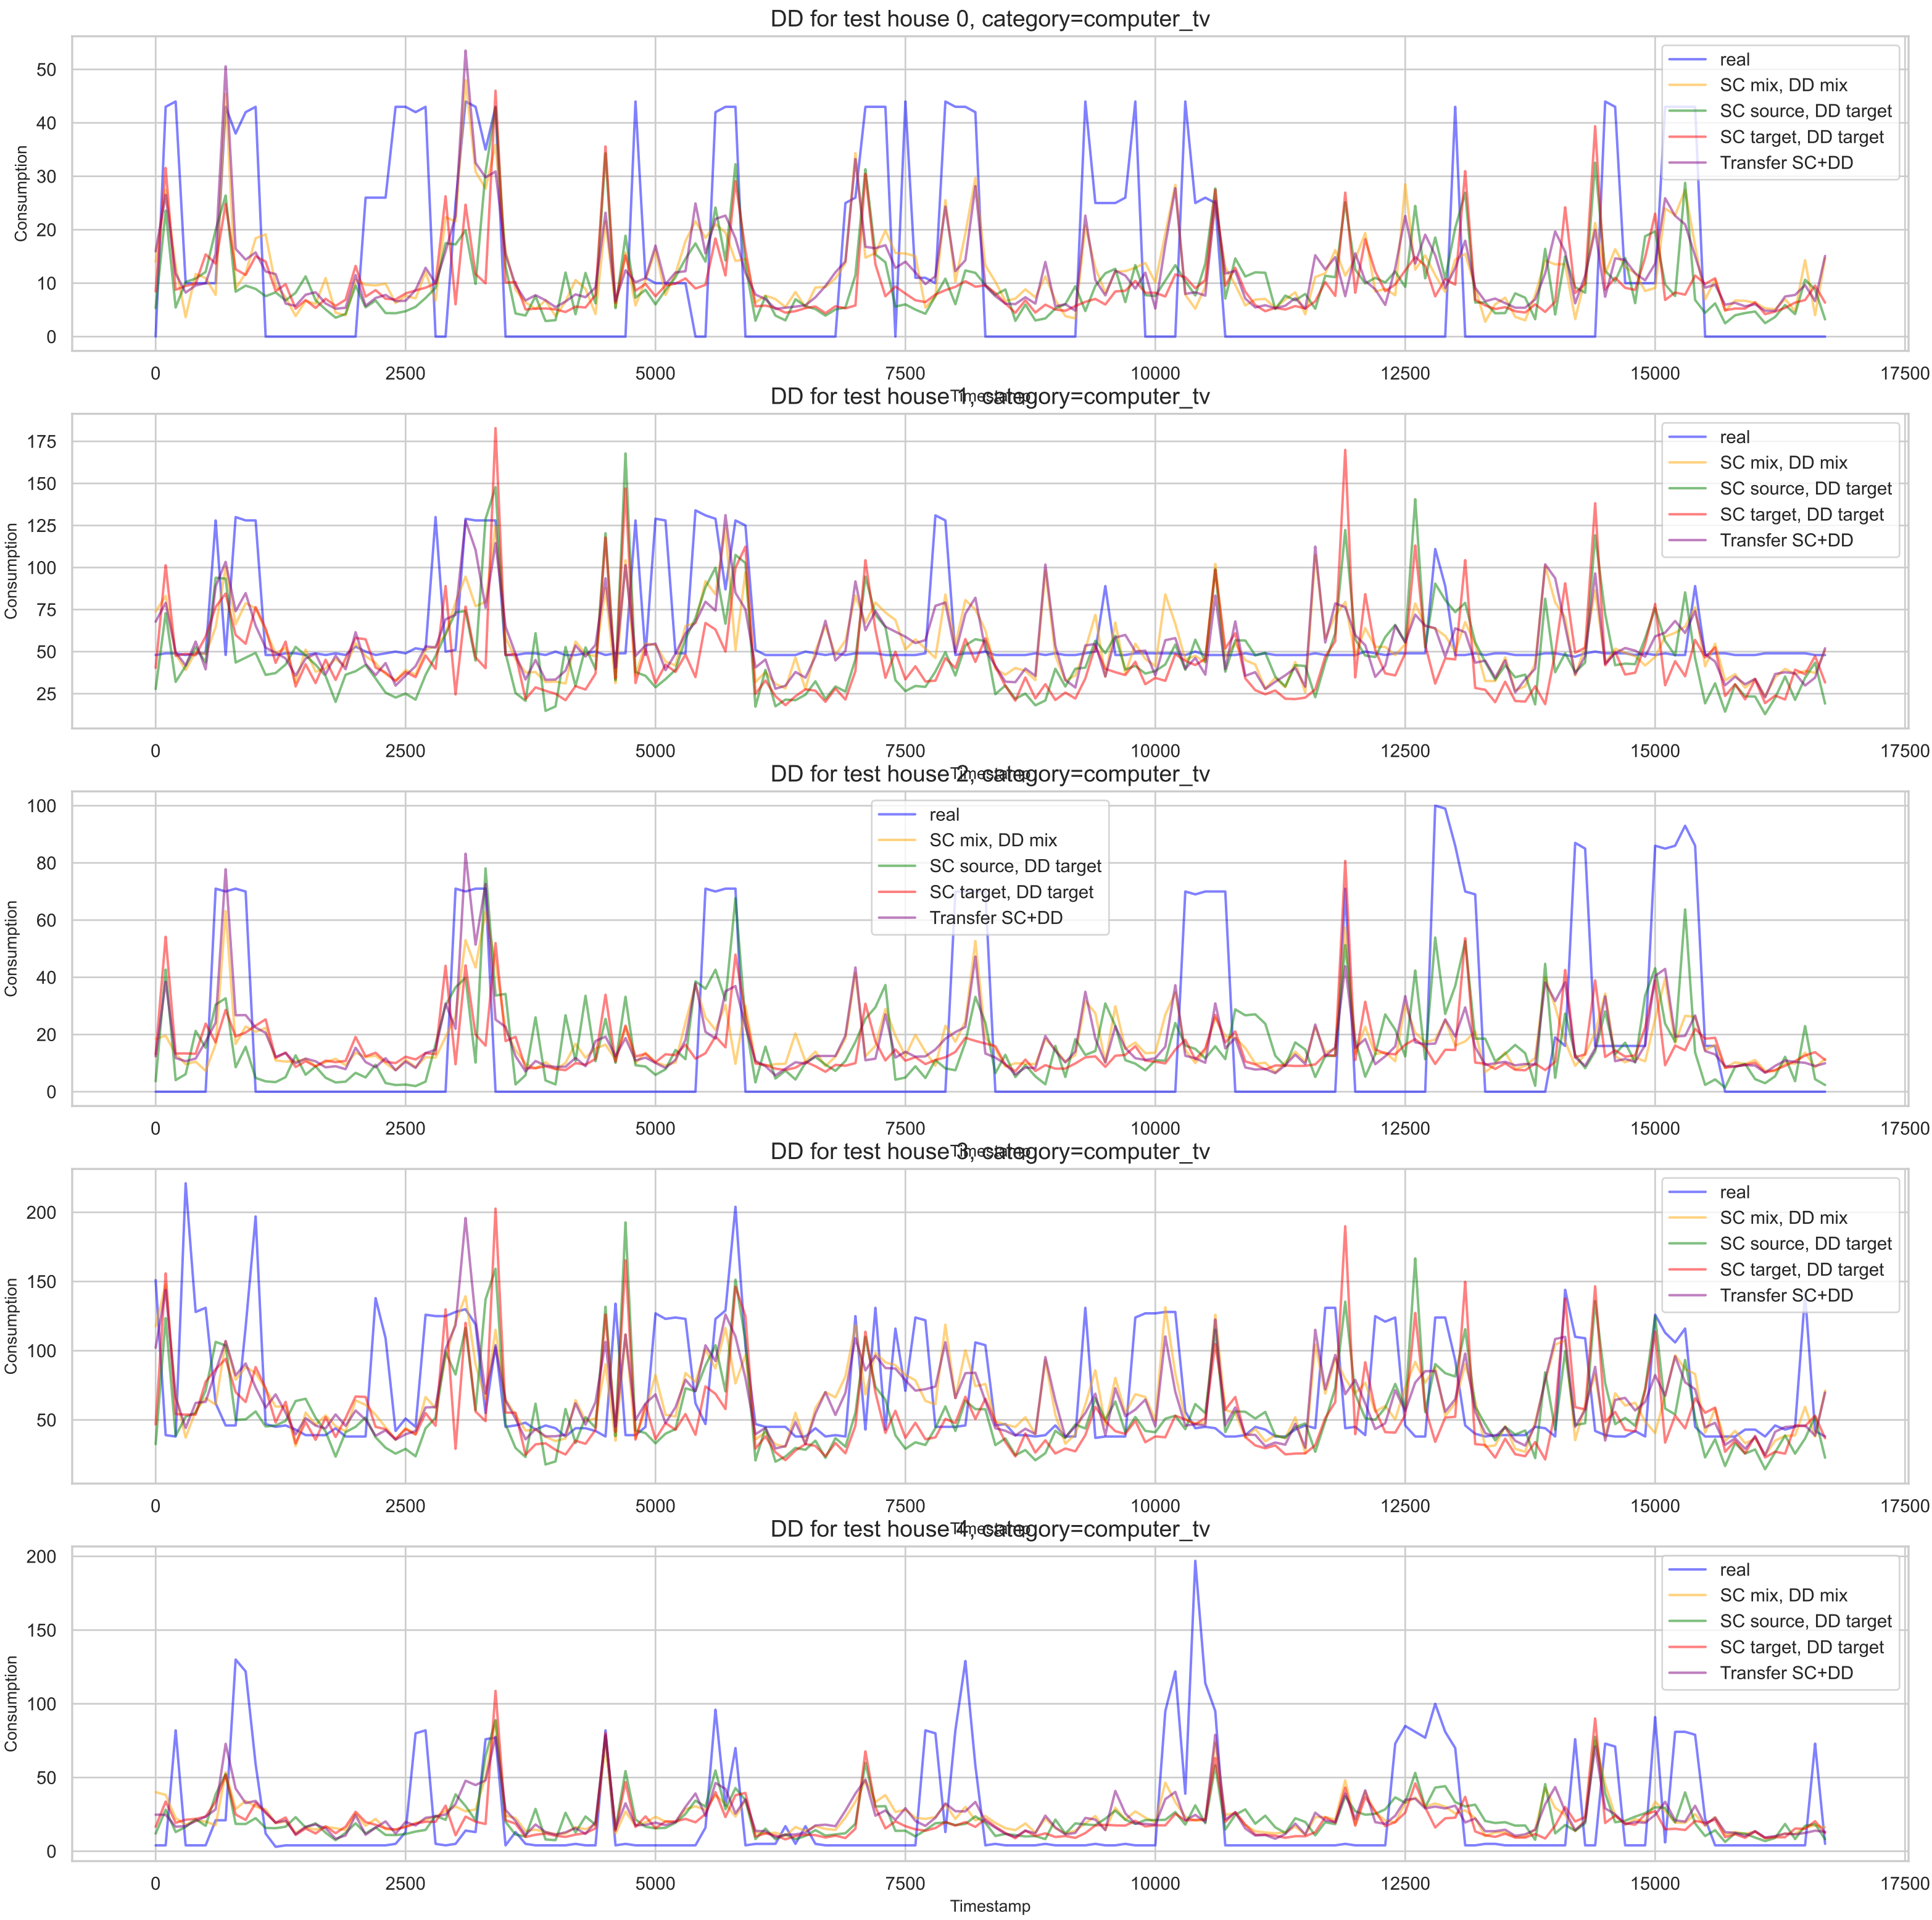 DD for test house 0, category=computer_tv
50
40
30
20
10
0
Consumption
real
SC mix, DD mix
SC source, DD target
SC target, DD target
Transfer SC+DD
0 2500 5000 7500 10000 12500 15000 17500
Timestamp
DD for test house 1, category=computer_tv
175
150
125
100
75
50
25
Consumption
real
SC mix, DD mix
SC source, DD target
SC target, DD target
Transfer SC+DD
0 2500 5000 7500 10000 12500 15000 17500
Timestamp
DD for test house 2, category=computer_tv
100
80
60
40
20
0
Consumption
real
SC mix, DD mix
SC source, DD target
SC target, DD target
Transfer SC+DD
0 2500 5000 7500 10000 12500 15000 17500
Timestamp
DD for test house 3, category=computer_tv
200
150
100
50
Consumption
real
SC mix, DD mix
SC source, DD target
SC target, DD target
Transfer SC+DD
0 2500 5000 7500 10000 12500 15000 17500
Timestamp
DD for test house 4, category=computer_tv
200
150
100
50
0
Consumption
real
SC mix, DD mix
SC source, DD target
SC target, DD target
Transfer SC+DD
0 2500 5000 7500 10000 12500 15000 17500
Timestamp